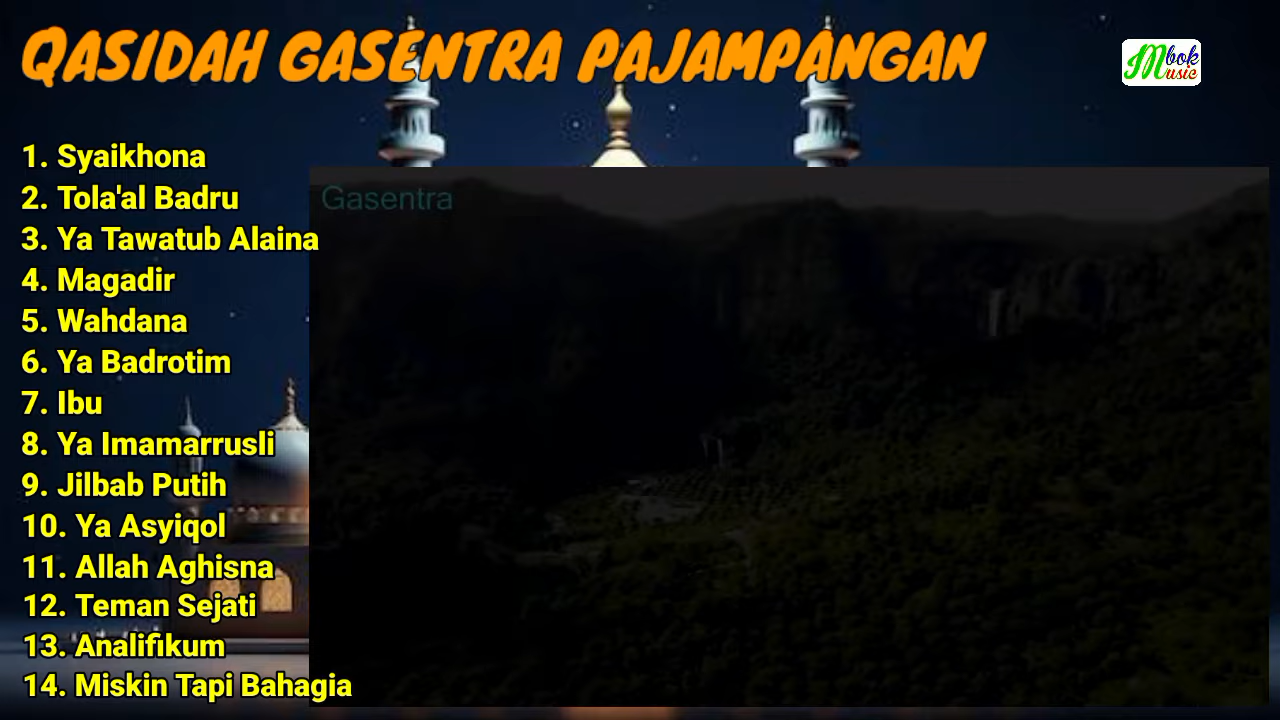 QASIDAH GASENTRA PAJAMPANGAN
Mbok
Music
1. Syaikhona
2. Tola'al Badru
3. Ya Tawatub Alaina
4. Magadir
5. Wahdana
6. Ya Badrotim
7. Ibu
8. Ya Imamarrusli
9. Jilbab Putih
10. Ya Asyiqol
11. Allah Aghisna
12. Teman Sejati
13. Analifikum
14. Miskin Tapi Bahagia
Gasentra